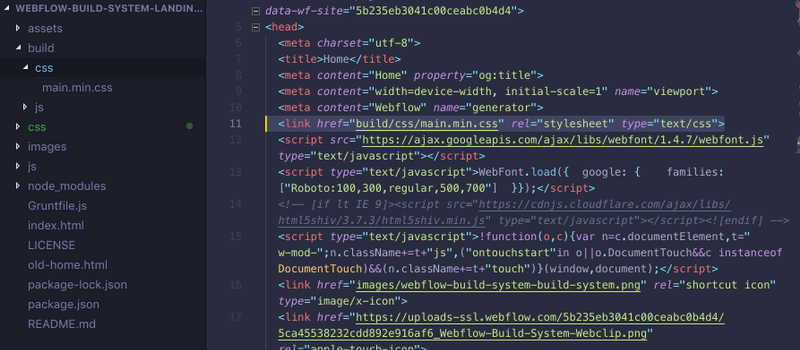 WEBFLOW-BUILD-SYSTEM-LANDIN...
assets
build
css
main.min.css
js
css
images
js
node_modules
Gruntfile.js
index.html
LICENSE
old-home.html
package-lock.json
package.json
README.md
data-wf-site="5b235eb3041c00ceabc0b4d4">
5 <head>
6 <meta charset="utf-8">
7 <title>Home</title>
8 <meta content="Home" property="og:title">
9 <meta content="width=device-width, initial-scale=1" name="viewport">
10 <meta content="Webflow" name="generator">
11 <link href="build/css/main.min.css" rel="stylesheet" type="text/css">
12 <script src="https://ajax.googleapis.com/ajax/libs/webfont/1.4.7/webfont.js"
type="text/javascript"></script>
13 <script type="text/javascript">WebFont.load({  google: {    families:
["Roboto:100,300,regular,500,700"]  }});</script>
14 <!-- [if lt IE 9]><script src="https://cdnjs.cloudflare.com/ajax/libs/
html5shiv/3.7.3/html5shiv.min.js" type="text/javascript"></script><![endif] -->
15 <script type="text/javascript">!function(o,c){var n=c.documentElement,t="
w-mod-";n.className+=t+"js",("ontouchstart"in o||o.DocumentTouch&&c instanceof
DocumentTouch)&&(n.className+=t+"touch")}(window,document);</script>
16 <link href="images/webflow-build-system-build-system.png" rel="shortcut icon"
type="image/x-icon">
17 <link href="https://uploads-ssl.webflow.com/5b235eb3041c00ceabc0b4d4/
5ca45538232cdd892e916af6_Webflow-Build-System-Webclip.png"
rel="apple-touch-icon">